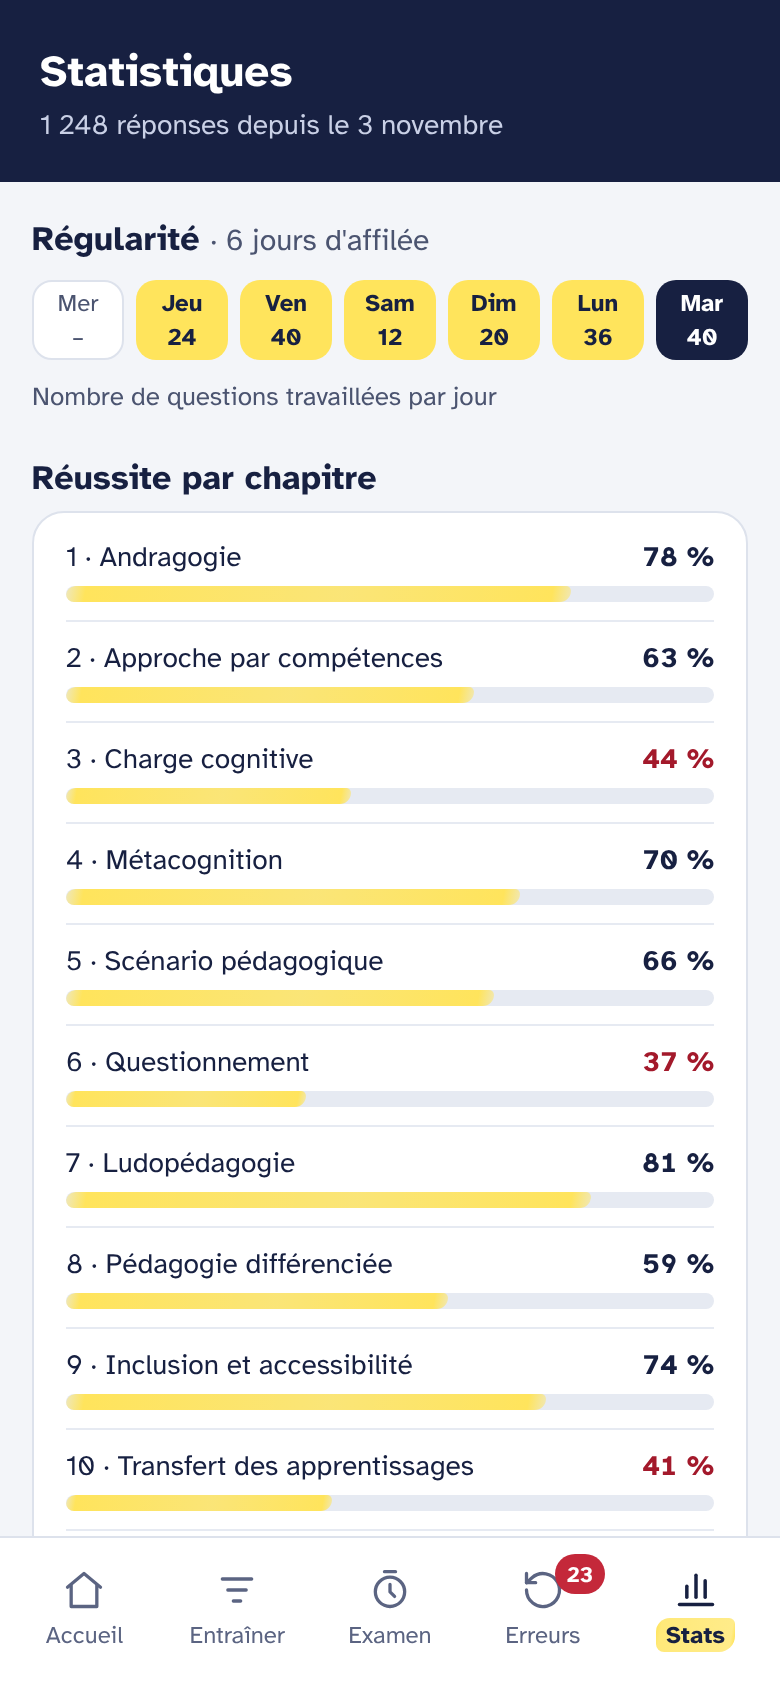 Statistiques
1 248 réponses depuis le 3 novembre
Régularité · 6 jours d'affilée
Mer Jeu Ven Sam Dim Lun Mar
– 24 40 12 20 36 40
Nombre de questions travaillées par jour
Réussite par chapitre
1 · Andragogie 78 %
2 · Approche par compétences 63 %
3 · Charge cognitive 44 %
4 · Métacognition 70 %
5 · Scénario pédagogique 66 %
6 · Questionnement 37 %
7 · Ludopédagogie 81 %
8 · Pédagogie différenciée 59 %
9 · Inclusion et accessibilité 74 %
10 · Transfert des apprentissages 41 %
23
Accueil Entraîner Examen Erreurs Stats